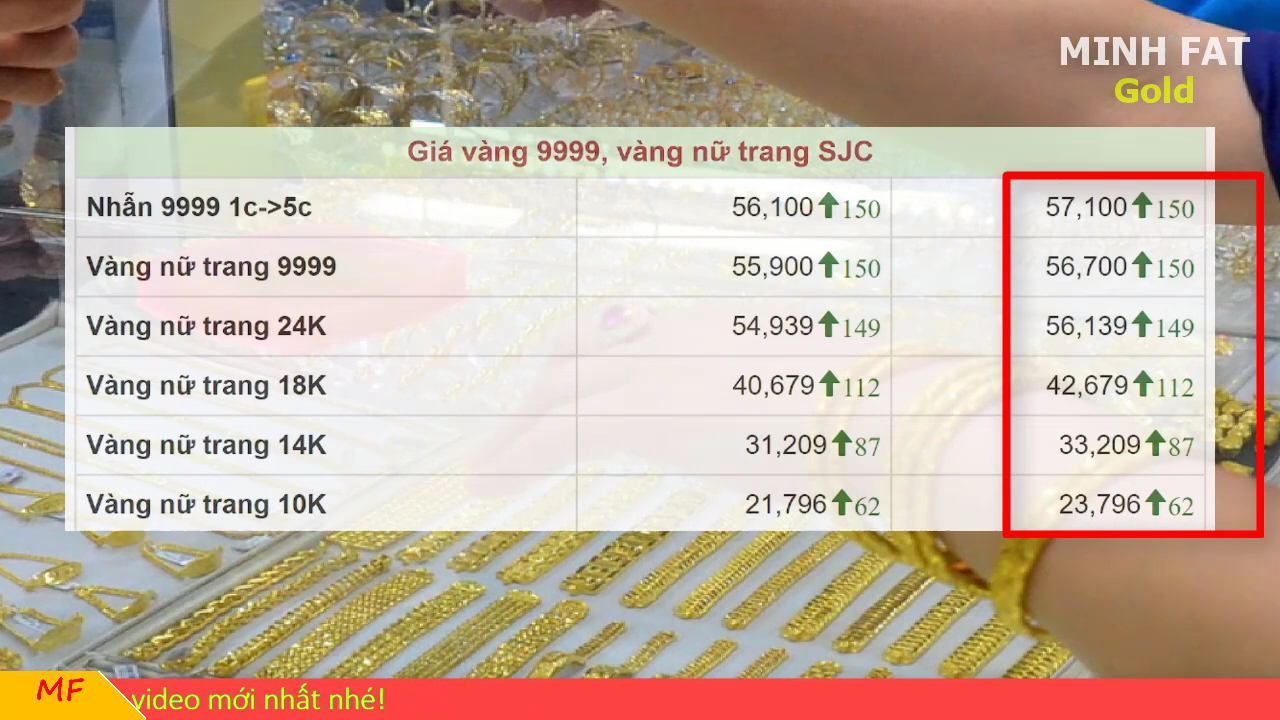 MINH FAT
Gold
Giá vàng 9999, vàng nữ trang SJC
Nhẫn 9999 1c->5c 56,100 150 57,100 150
Vàng nữ trang 9999 55,900 150 56,700 150
Vàng nữ trang 24K 54,939 149 56,139 149
Vàng nữ trang 18K 40,679 112 42,679 112
Vàng nữ trang 14K 31,209 87 33,209 87
Vàng nữ trang 10K 21,796 62 23,796 62
MF video mới nhất nhé!